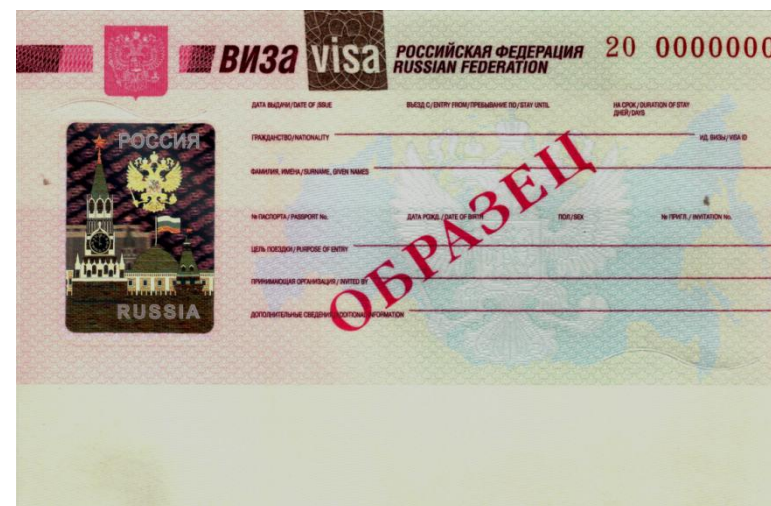 ВИЗА visa РОССИЙСКАЯ ФЕДЕРАЦИЯ 20 0000000
RUSSIAN FEDERATION
ДАТА ВЫДАЧИ/DATE OF ISSUE ВЪЕЗД С/ENTRY FROM/ПРЕБЫВАНИЕ ПО/STAY UNTIL НА СРОК/DURATION OF STAY
ДНЕЙ/DAYS
РОССИЯ
ГРАЖДАНСТВО/NATIONALITY ИД. ВИЗЫ/VISA ID
ФАМИЛИЯ, ИМЕНА/SURNAME, GIVEN NAMES
№ ПАСПОРТА/PASSPORT No. ДАТА РОЖД./DATE OF BIRTH ПОЛ/SEX № ПРИГЛ./INVITATION No.
ЦЕЛЬ ПОЕЗДКИ/PURPOSE OF ENTRY
ПРИНИМАЮЩАЯ ОРГАНИЗАЦИЯ/INVITED BY
RUSSIA
ДОПОЛНИТЕЛЬНЫЕ СВЕДЕНИЯ/ADDITIONAL INFORMATION
ОБРАЗЕЦ